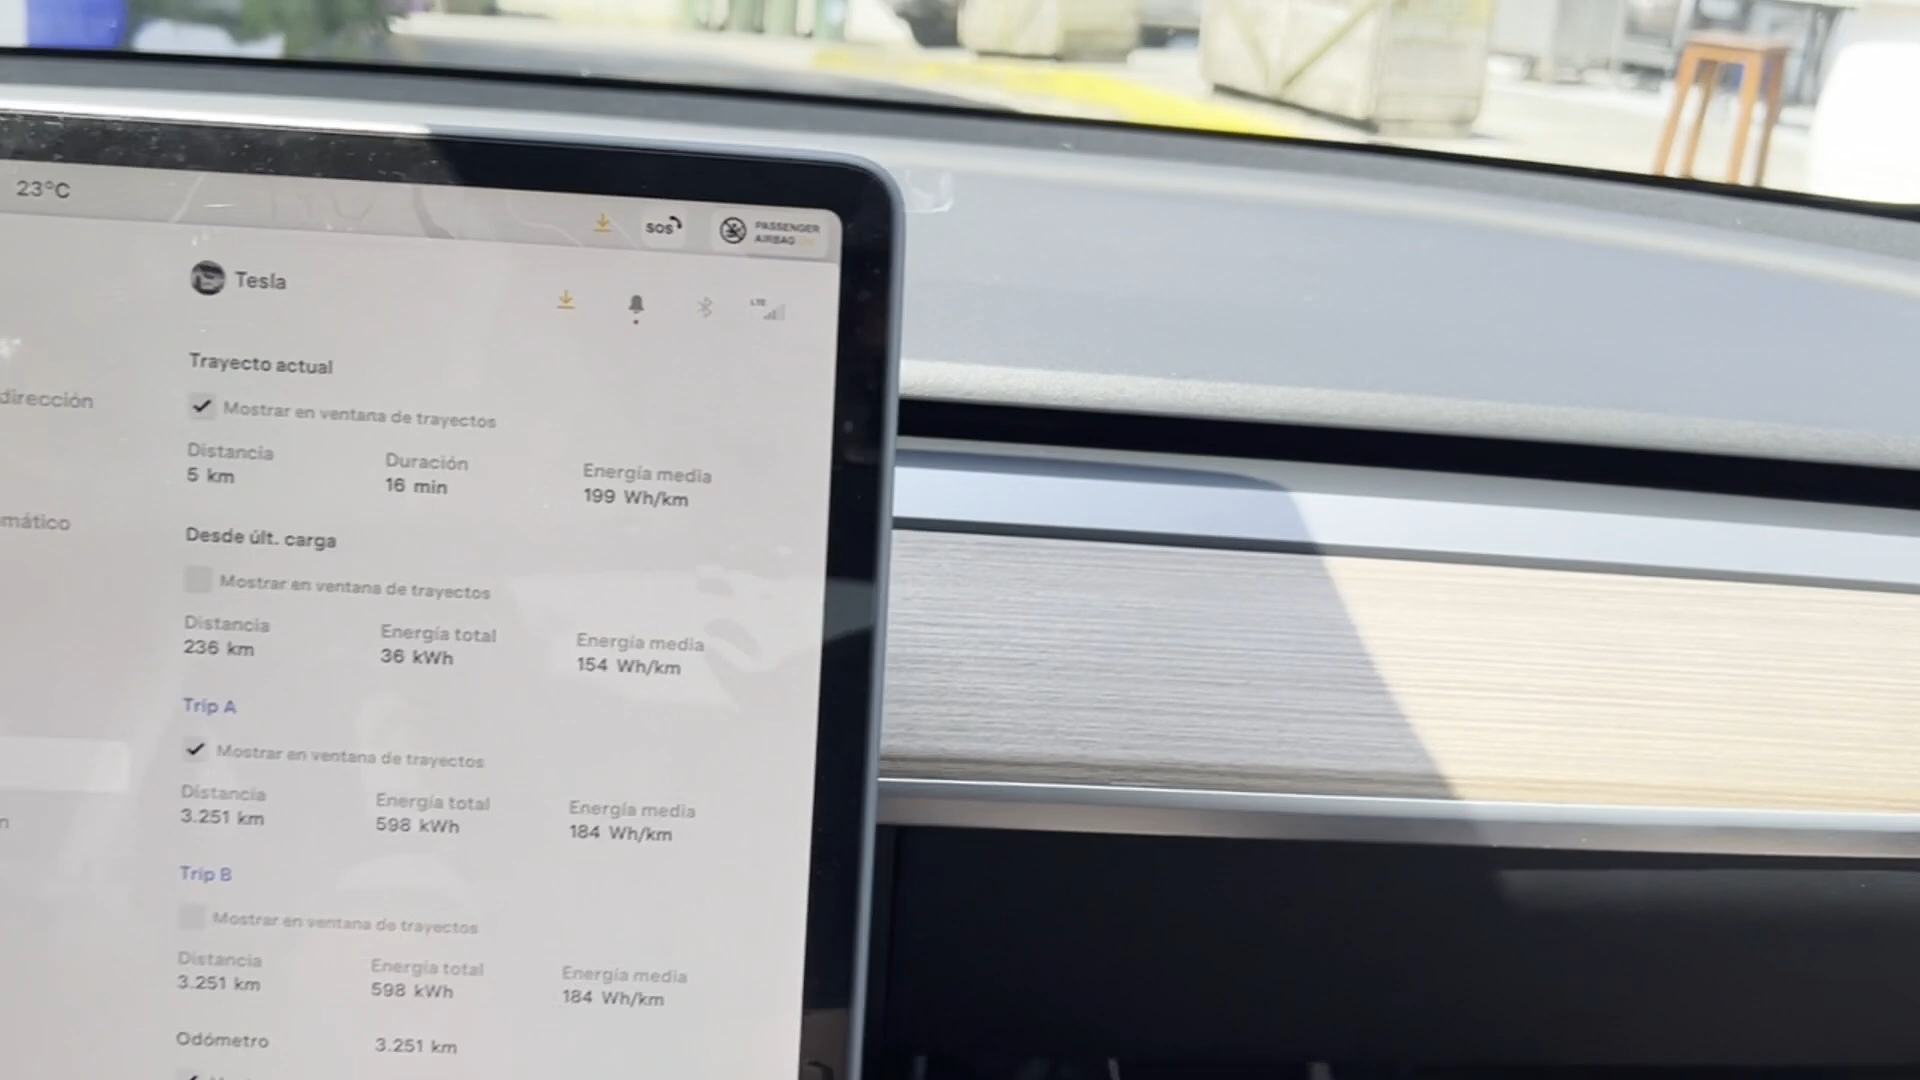 23°C
SOS
PASSENGER
AIRBAG
Tesla
LTE
Trayecto actual
dirección
Mostrar en ventana de trayectos
Distancia Duración Energía media
5 km 16 min 199 Wh/km
mático
Desde últ. carga
Mostrar en ventana de trayectos
Distancia Energía total Energía media
236 km 36 kWh 154 Wh/km
Trip A
Mostrar en ventana de trayectos
Distancia Energía total Energía media
3.251 km 598 kWh 184 Wh/km
n
Trip B
Mostrar en ventana de trayectos
Distancia Energía total Energía media
3.251 km 598 kWh 184 Wh/km
Odómetro 3.251 km